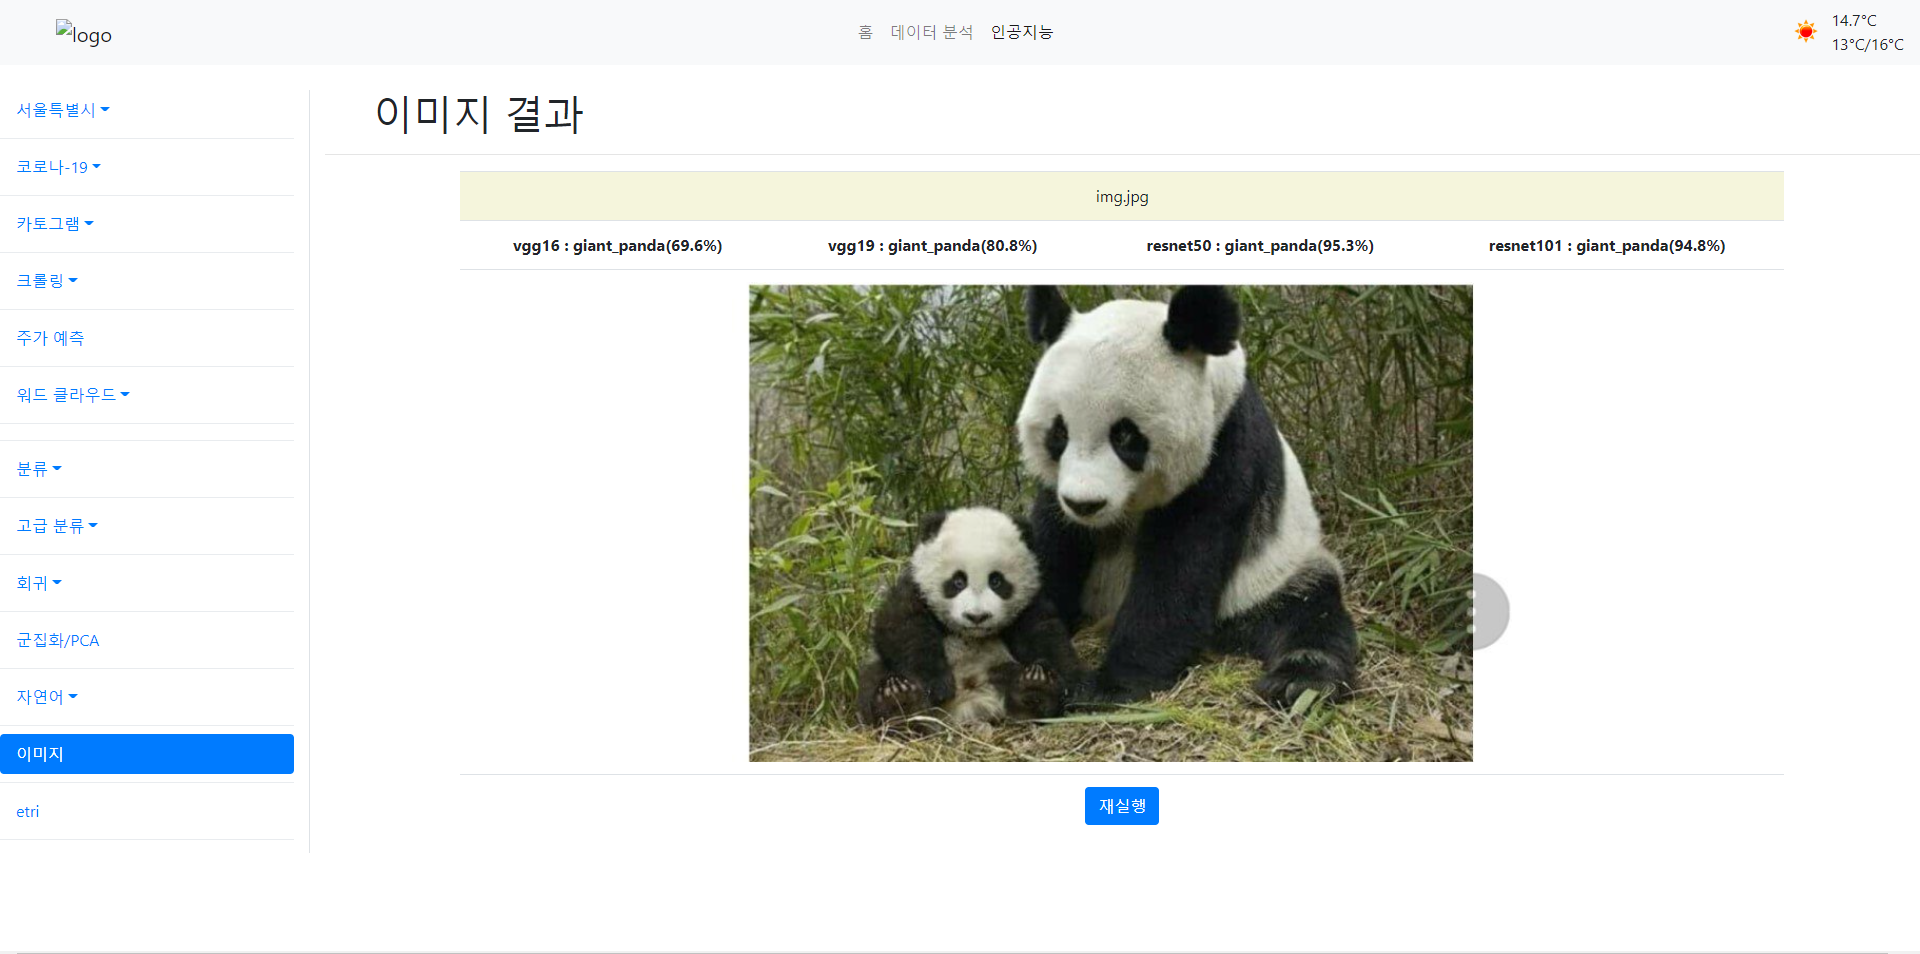 logo
홈 데이터 분석 인공지능
14.7°C
13°C/16°C
서울특별시
코로나-19
카토그램
크롤링
주가 예측
워드 클라우드
분류
고급 분류
회귀
군집화/PCA
자연어
이미지
etri
이미지 결과
img.jpg
vgg16 : giant_panda(69.6%) vgg19 : giant_panda(80.8%) resnet50 : giant_panda(95.3%) resnet101 : giant_panda(94.8%)
재실행